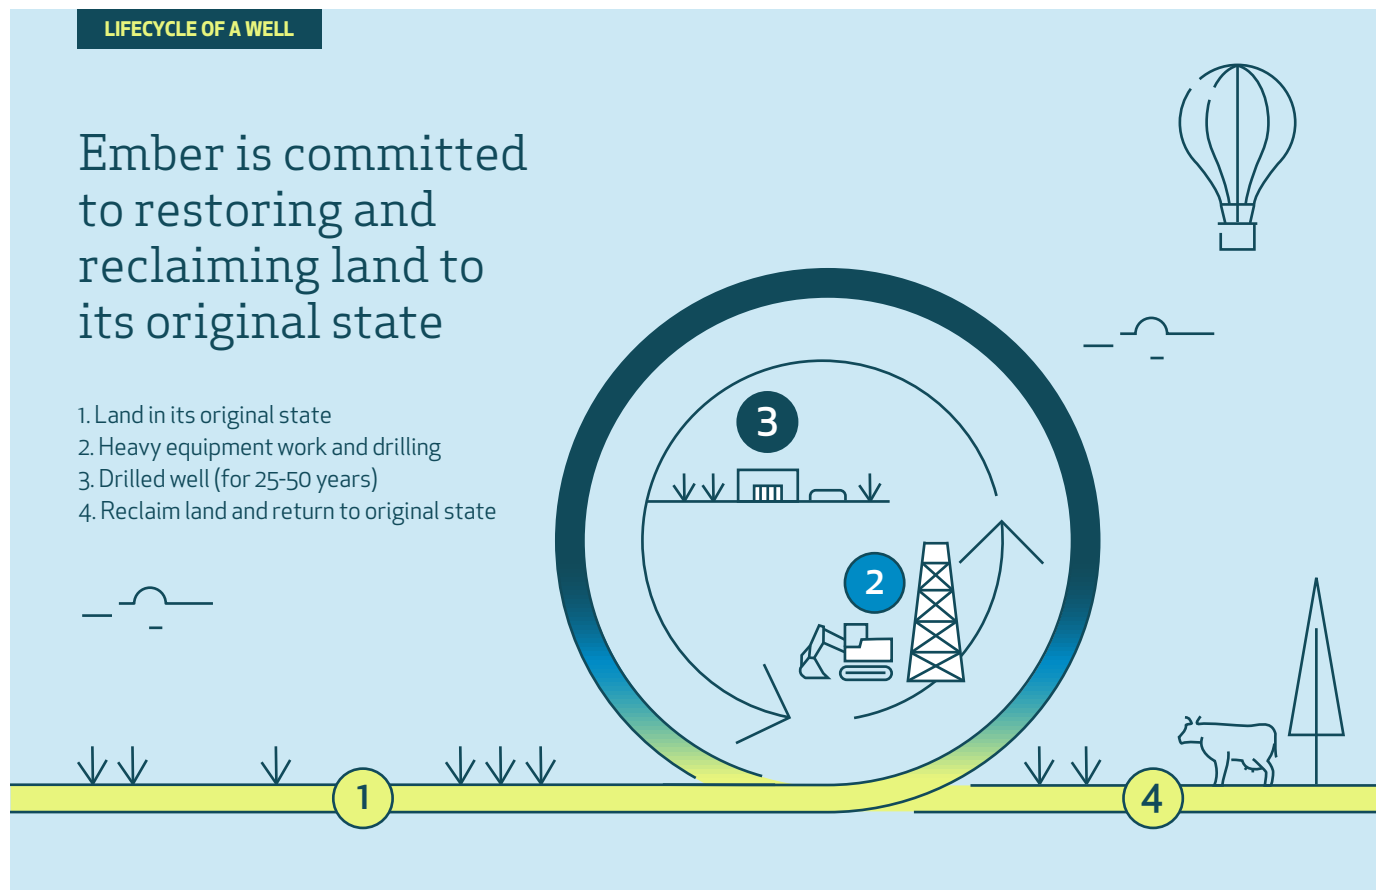 LIFECYCLE OF A WELL
Ember is committed
to restoring and
reclaiming land to
its original state
1. Land in its original state
2. Heavy equipment work and drilling
3. Drilled well (for 25-50 years)
4. Reclaim land and return to original state
3
2
1
4